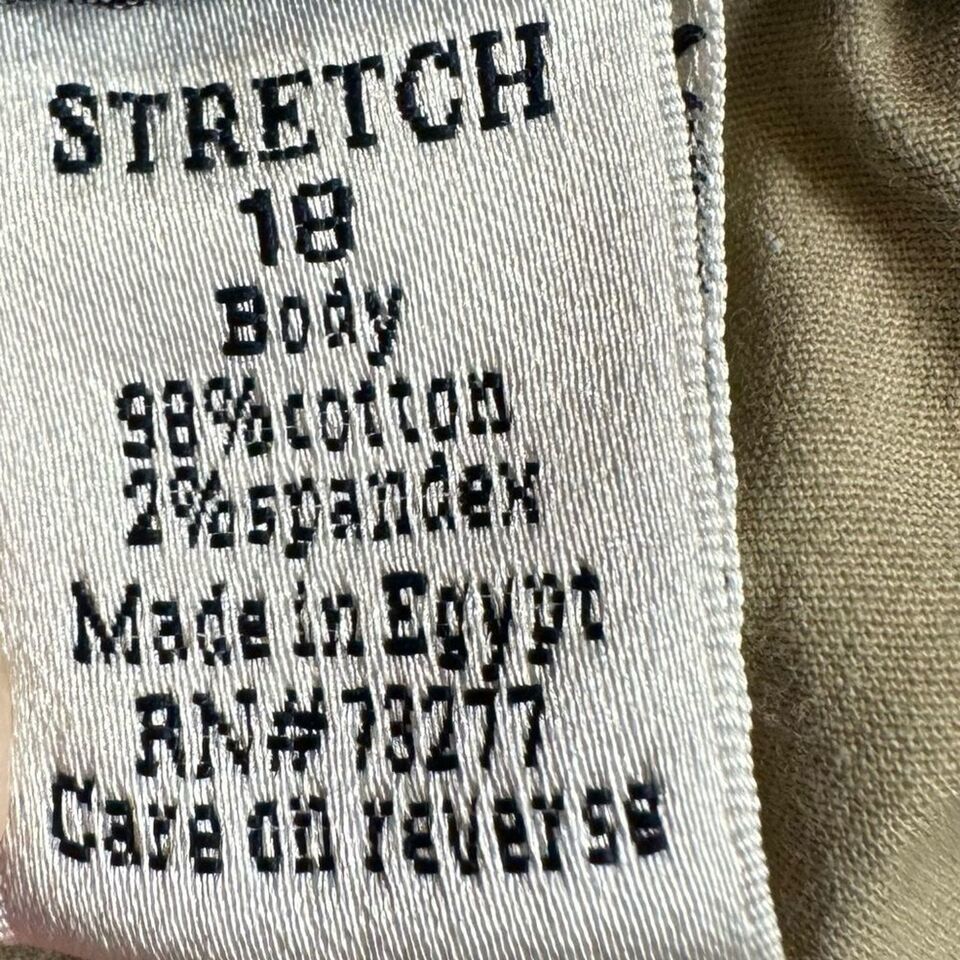 STRETCH
18
Body
98%cotton
2%spandex
Made in Egypt
RN#73277
Care on reverse